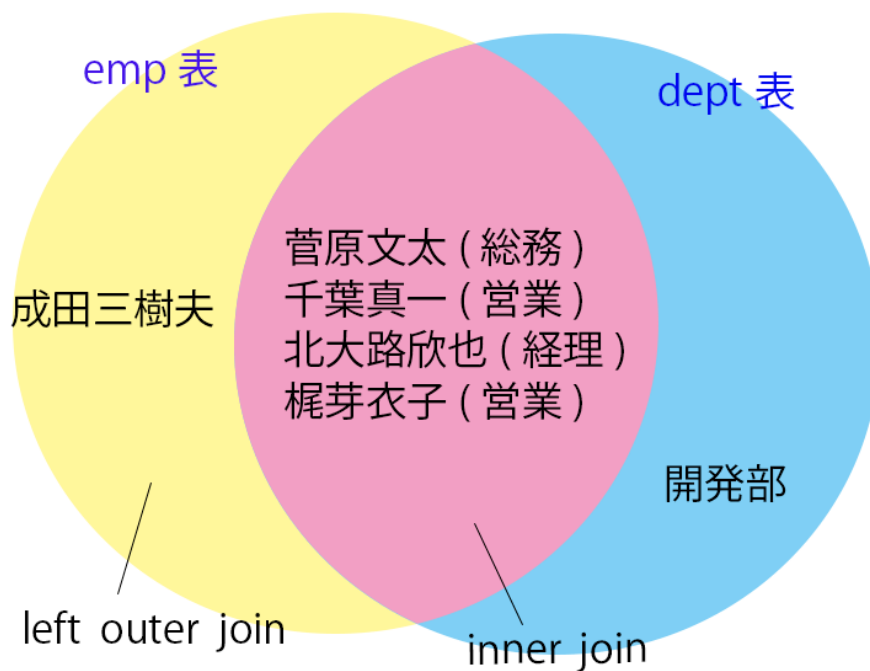 emp 表
dept 表
菅原文太 ( 総務 )
千葉真一 ( 営業 )
成田三樹夫
北大路欣也 ( 経理 )
梶芽衣子 ( 営業 )
開発部
left outer join
inner join